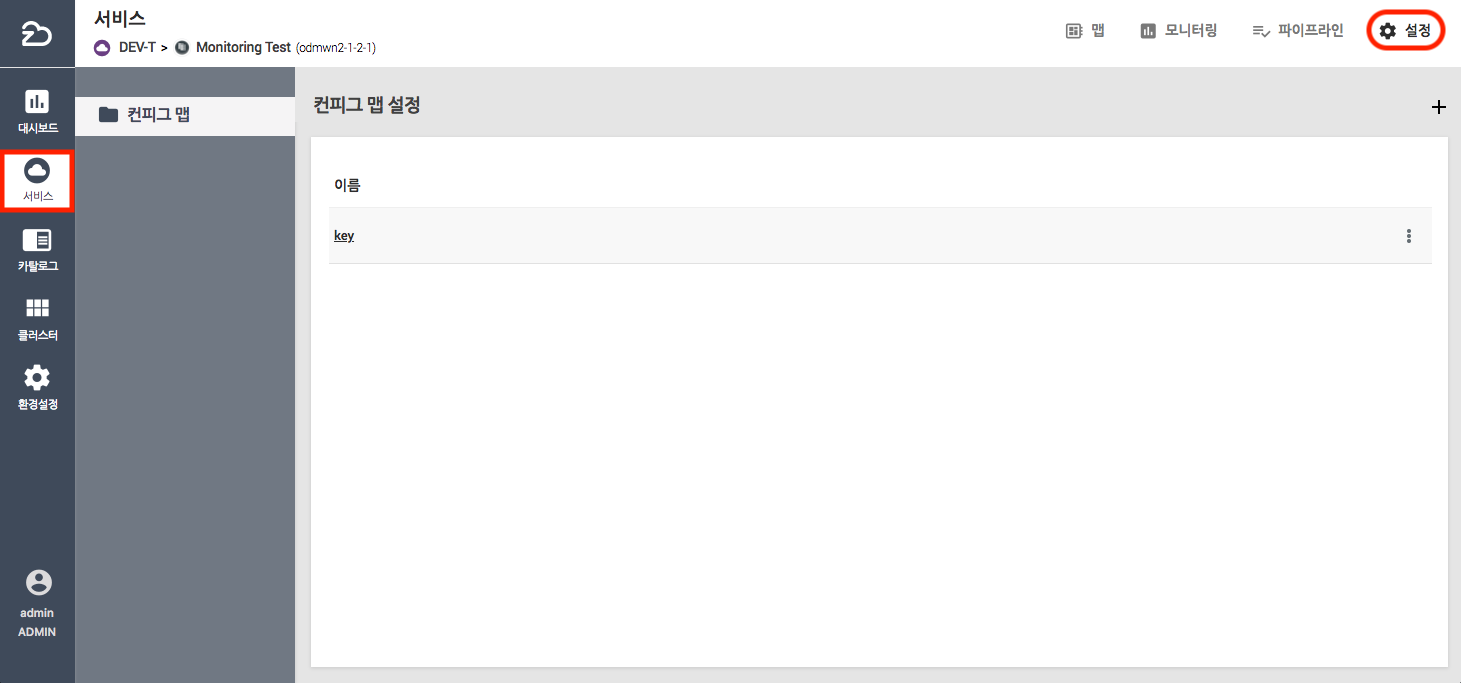 서비스
DEV-T > Monitoring Test (odmwn2-1-2-1)
맵 모니터링 파이프라인 설정
대시보드
서비스
카탈로그
클러스터
환경설정
admin
ADMIN
컨피그 맵
컨피그 맵 설정
이름
key